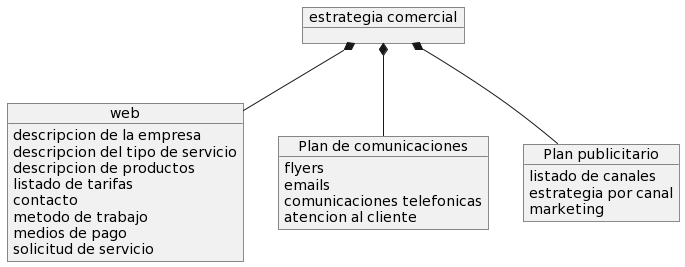 estrategia comercial
web
descripcion de la empresa
descripcion del tipo de servicio
descripcion de productos
listado de tarifas
contacto
metodo de trabajo
medios de pago
solicitud de servicio
Plan de comunicaciones
flyers
emails
comunicaciones telefonicas
atencion al cliente
Plan publicitario
listado de canales
estrategia por canal
marketing